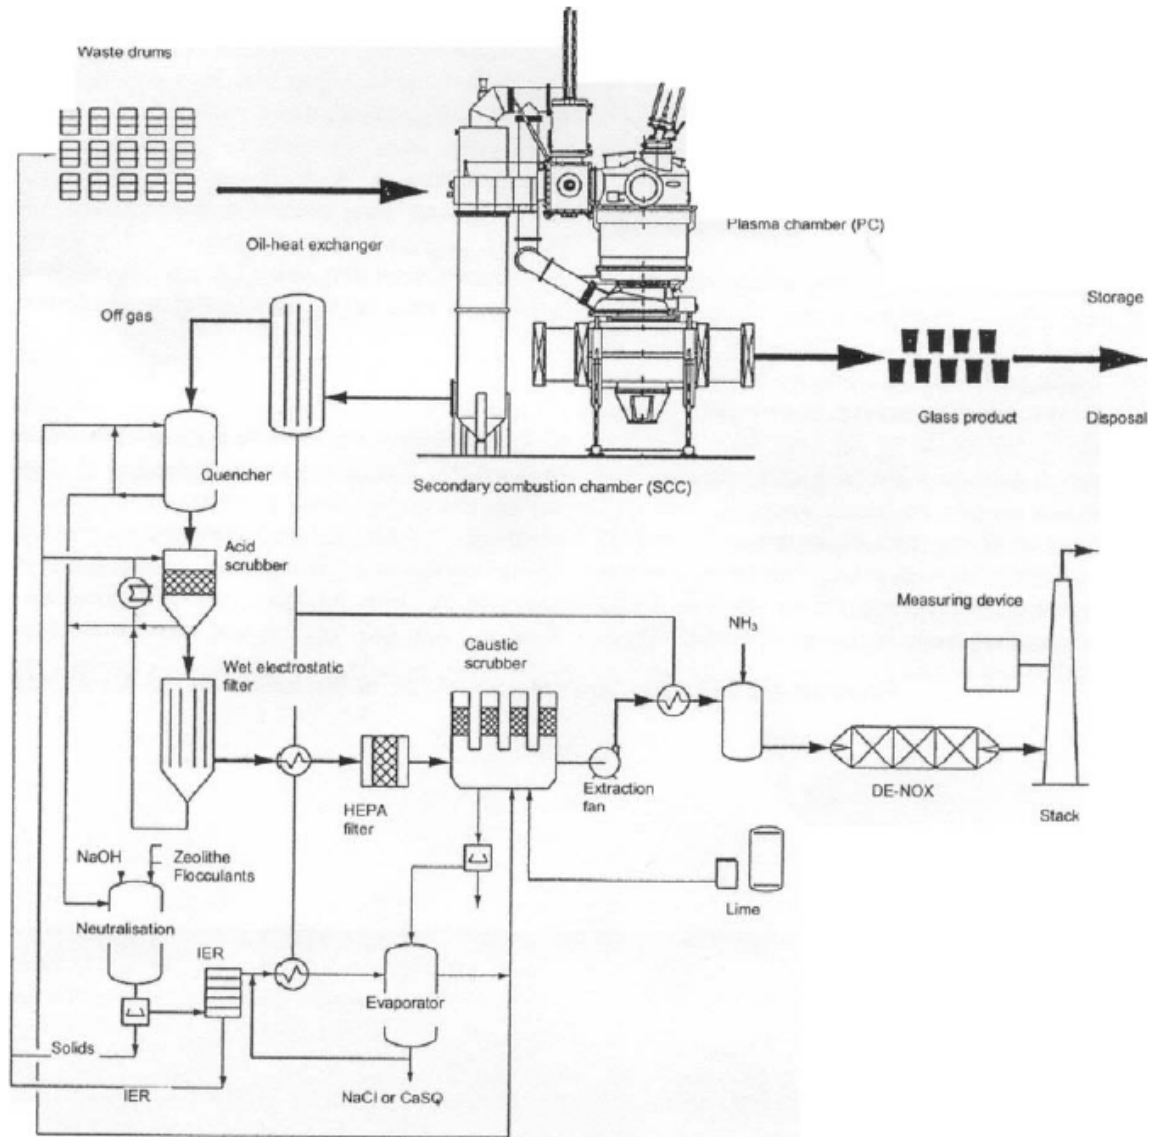 Waste drums
Oil-heat exchanger
Plasma chamber (PC)
Off gas
Storage
Glass product
Disposal
Quencher
Secondary combustion chamber (SCC)
Acid
scrubber
Measuring device
NH₃
Caustic
scrubber
Wet electrostatic
filter
HEPA
filter
Extraction
fan
DE-NOX
Stack
NaOH
Zeolithe
Flocculants
Lime
Neutralisation
IER
Evaporator
Solids
IER
NaCl or CaSO